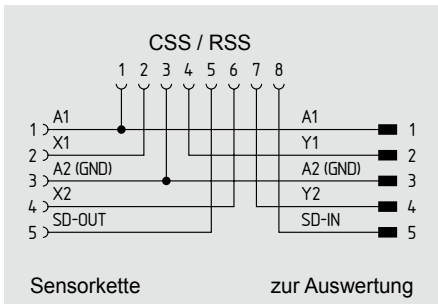 CSS / RSS
1 2 3 4 5 6 7 8
A1 A1
1 1
X1 Y1
2 2
A2 (GND) A2 (GND)
3 3
X2 Y2
4 4
SD-OUT SD-IN
5 5
Sensorkette zur Auswertung